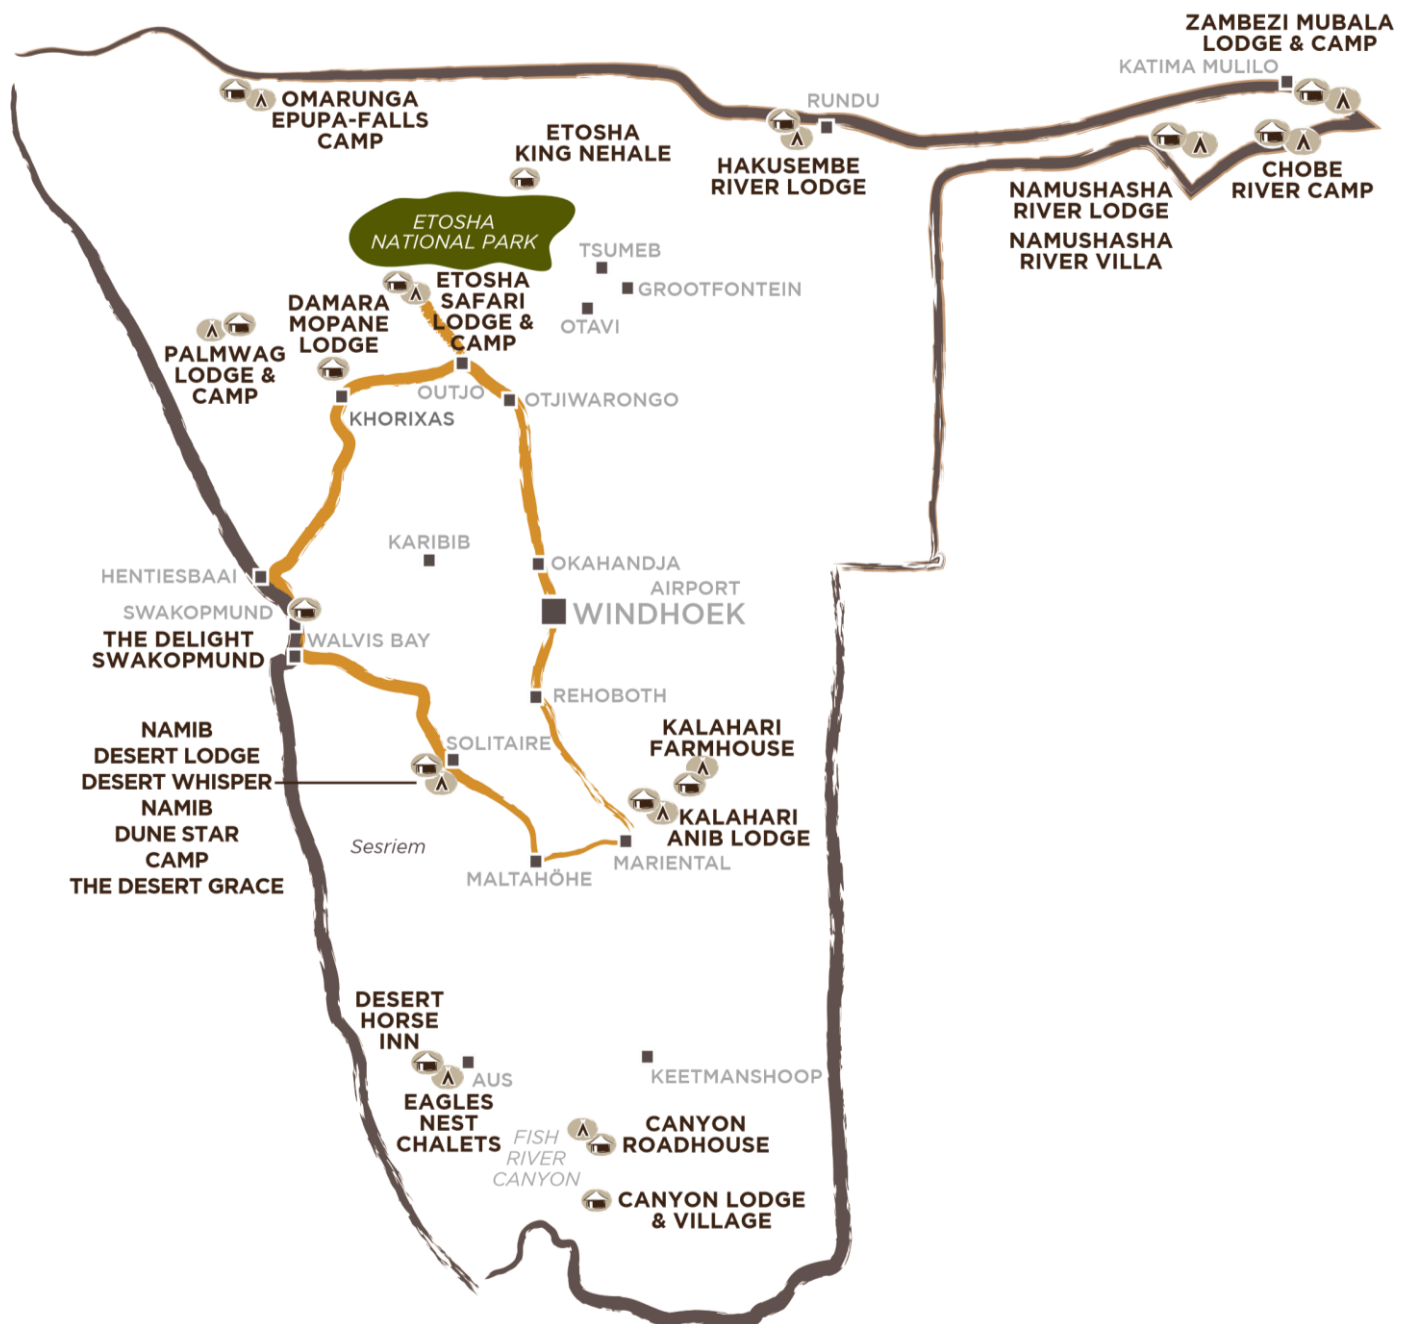 ZAMBEZI MUBALA
LODGE & CAMP
KATIMA MULILO
OMARUNGA
EPUPA-FALLS
CAMP
RUNDU
ETOSHA
KING NEHALE
HAKUSEMBE
RIVER LODGE
CHOBE
RIVER CAMP
NAMUSHASHA
RIVER LODGE
NAMUSHASHA
RIVER VILLA
ETOSHA
NATIONAL PARK
TSUMEB
GROOTFONTEIN
OTAVI
ETOSHA
SAFARI
LODGE &
CAMP
DAMARA
MOPANE
LODGE
PALMWAG
LODGE &
CAMP
OUTJO
OTJIWARONGO
KHORIXAS
KARIBIB
OKAHANDJA
HENTIESBAAI
AIRPORT
WINDHOEK
SWAKOPMUND
THE DELIGHT
SWAKOPMUND
WALVIS BAY
REHOBOTH
NAMIB
DESERT LODGE
DESERT WHISPER
NAMIB
DUNE STAR
CAMP
THE DESERT GRACE
SOLITAIRE
KALAHARI
FARMHOUSE
KALAHARI
ANIB LODGE
Sesriem
MARIENTAL
MALTAHÖHE
DESERT
HORSE
INN
AUS
EAGLES
NEST
CHALETS
KEETMANSHOOP
FISH
RIVER
CANYON
CANYON
ROADHOUSE
CANYON LODGE
& VILLAGE